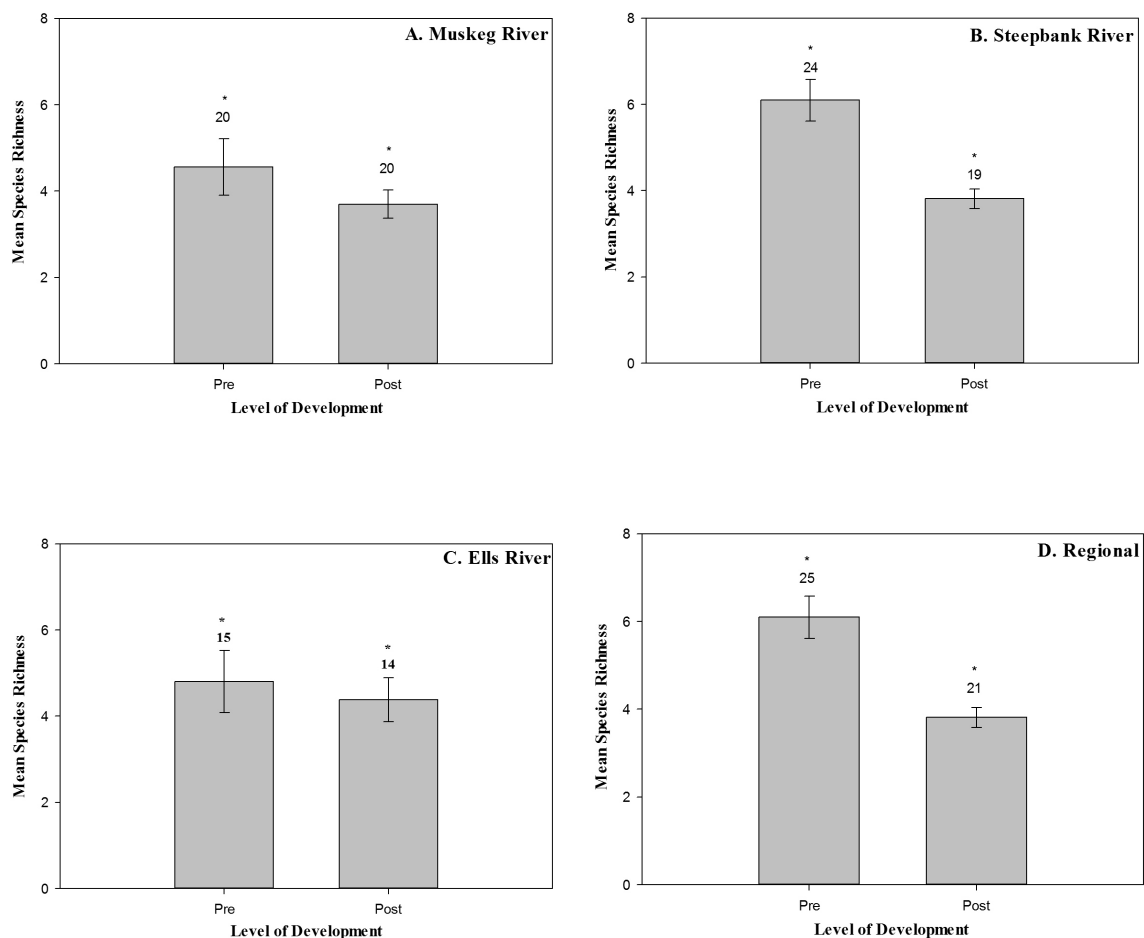 A. Muskeg River
Mean Species Richness
8
6
4
2
0
*
20
*
20
Pre
Post
Level of Development
B. Steepbank River
Mean Species Richness
8
6
4
2
0
*
24
*
19
Pre
Post
Level of Development
C. Ells River
Mean Species Richness
8
6
4
2
0
*
15
*
14
Pre
Post
Level of Development
D. Regional
Mean Species Richness
8
6
4
2
0
*
25
*
21
Pre
Post
Level of Development